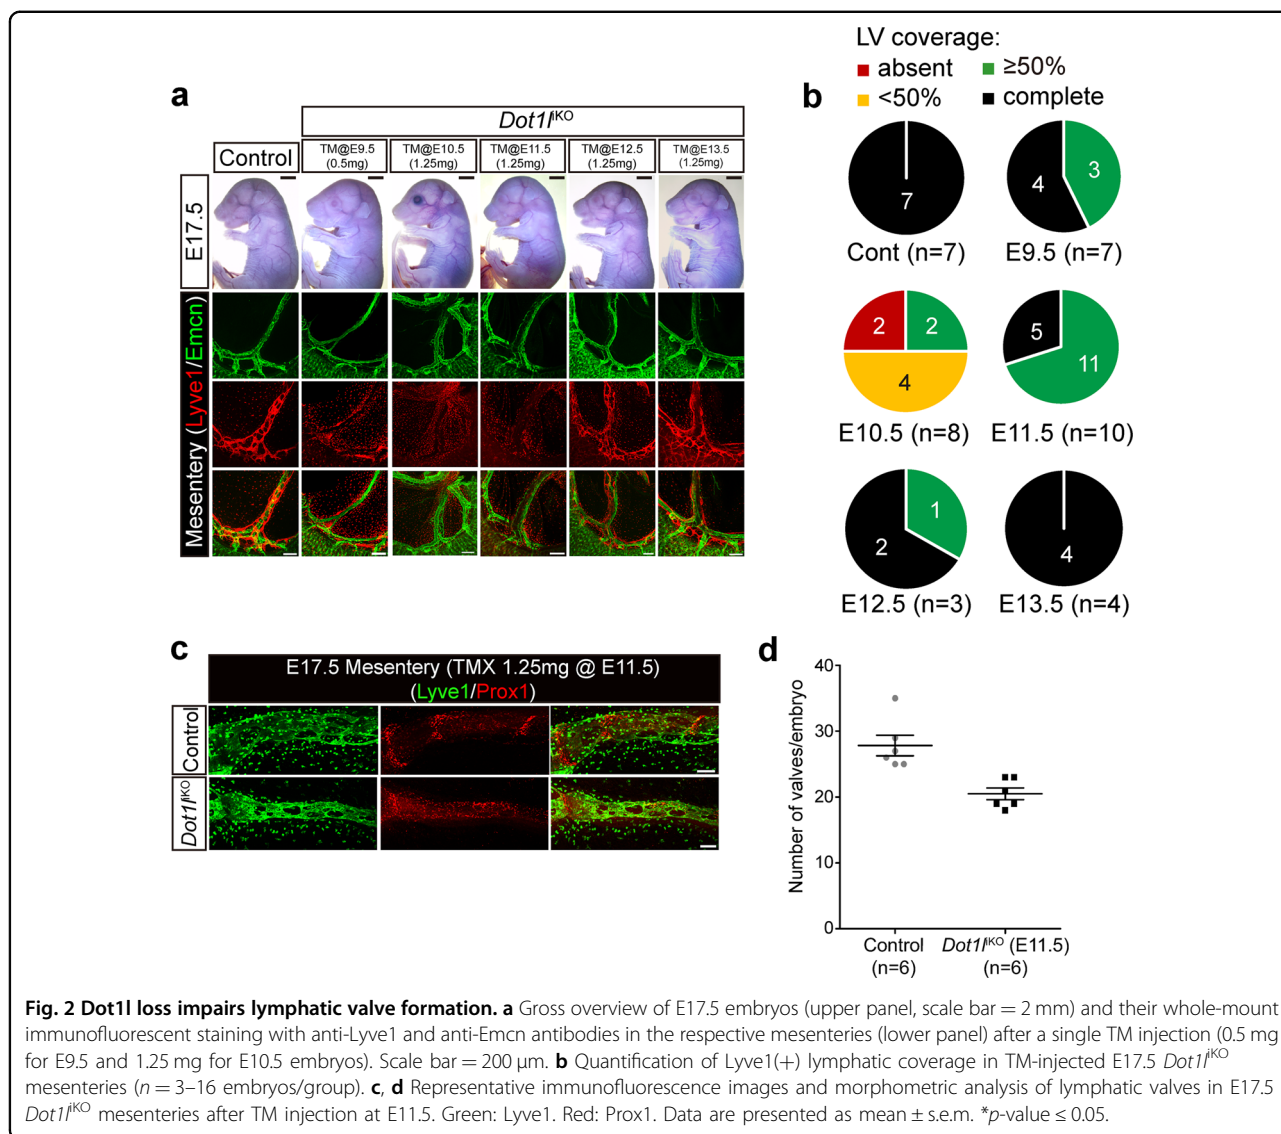 a
Dot1l^iKO
Control
TM@E9.5
(0.5mg)
TM@E10.5
(1.25mg)
TM@E11.5
(1.25mg)
TM@E12.5
(1.25mg)
TM@E13.5
(1.25mg)
E17.5
Mesentery (Lyve1/Emcn)
b
LV coverage:
absent
≥50%
<50%
complete
7
Cont (n=7)
4
3
E9.5 (n=7)
2
2
4
E10.5 (n=8)
5
11
E11.5 (n=10)
1
2
E12.5 (n=3)
4
E13.5 (n=4)
c
E17.5 Mesentery (TMX 1.25mg @ E11.5)
(Lyve1/Prox1)
Control
Dot1l^iKO
d
Number of valves/embryo
40
30
20
10
0
Control
(n=6)
Dot1l^iKO (E11.5)
(n=6)
Fig. 2 Dot1l loss impairs lymphatic valve formation. a Gross overview of E17.5 embryos (upper panel, scale bar = 2 mm) and their whole-mount
immunofluorescent staining with anti-Lyve1 and anti-Emcn antibodies in the respective mesenteries (lower panel) after a single TM injection (0.5 mg
for E9.5 and 1.25 mg for E10.5 embryos). Scale bar = 200 μm. b Quantification of Lyve1(+) lymphatic coverage in TM-injected E17.5 Dot1l^iKO
mesenteries (n = 3–16 embryos/group). c, d Representative immunofluorescence images and morphometric analysis of lymphatic valves in E17.5
Dot1l^iKO mesenteries after TM injection at E11.5. Green: Lyve1. Red: Prox1. Data are presented as mean ± s.e.m. *p-value ≤ 0.05.